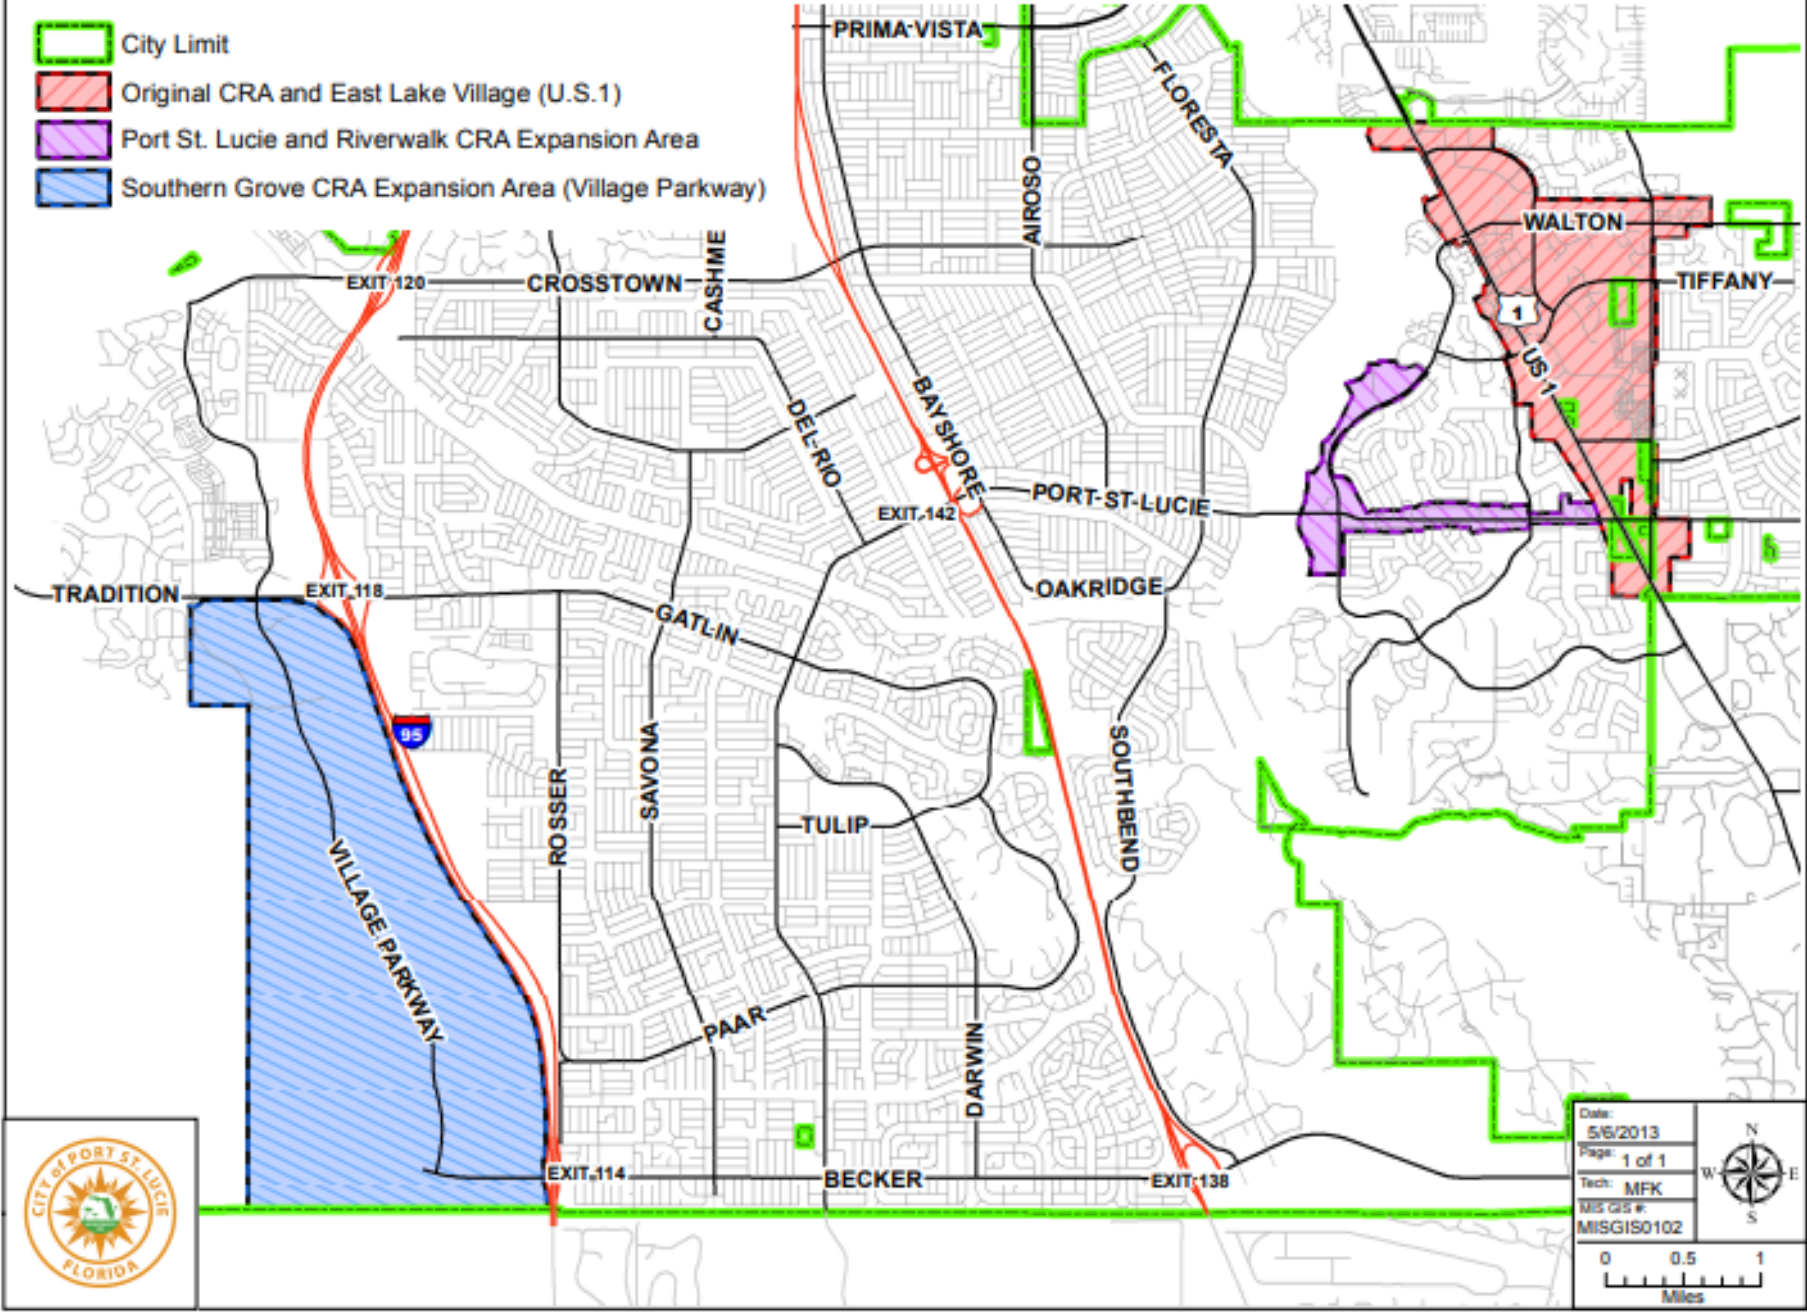 City Limit
Original CRA and East Lake Village (U.S.1)
Port St. Lucie and Riverwalk CRA Expansion Area
Southern Grove CRA Expansion Area (Village Parkway)
PRIMA VISTA
FLORESTA
AIROSO
WALTON
TIFFANY
CASHME
EXIT 120
CROSSTOWN
1
US 1
BAYSHORE
DEL RIO
EXIT 142
PORT ST LUCIE
TRADITION
EXIT 118
OAKRIDGE
GATLIN
95
SAVONA
ROSSER
SOUTHBEND
TULIP
VILLAGE PARKWAY
PAAR
DARWIN
EXIT 114
BECKER
EXIT 138
CITY of PORT ST. LUCIE
FLORIDA
Date:
5/6/2013
Page: 1 of 1
Tech: MFK
MIS GIS #:
MISGIS0102
N
W E
S
0 0.5 1
Miles